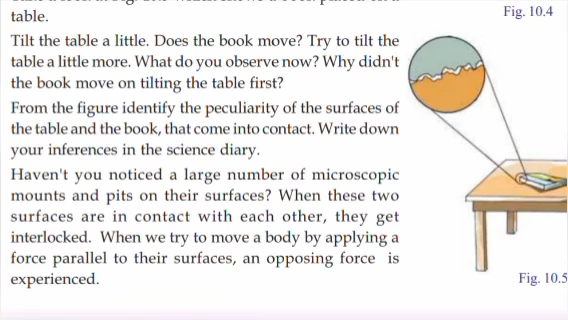 table.
Fig. 10.4
Tilt the table a little. Does the book move? Try to tilt the
table a little more. What do you observe now? Why didn't
the book move on tilting the table first?
From the figure identify the peculiarity of the surfaces of
the table and the book, that come into contact. Write down
your inferences in the science diary.
Haven't you noticed a large number of microscopic
mounts and pits on their surfaces? When these two
surfaces are in contact with each other, they get
interlocked. When we try to move a body by applying a
force parallel to their surfaces, an opposing force is
experienced.
Fig. 10.5